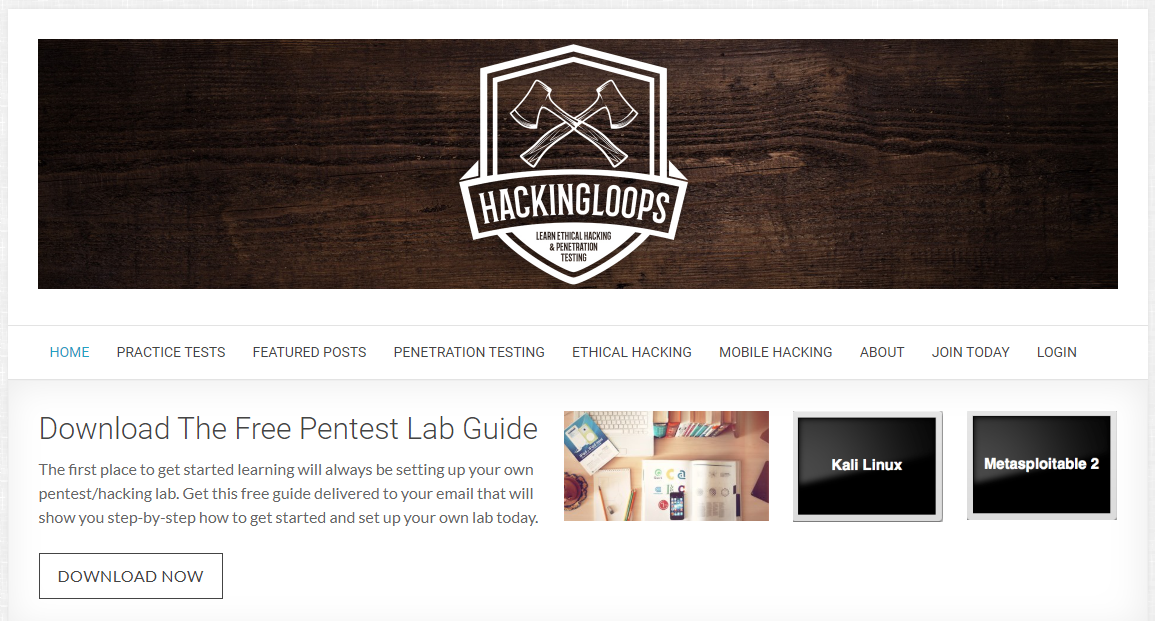 HACKINGLOOPS
LEARN ETHICAL HACKING
& PENETRATION
TESTING
HOME PRACTICE TESTS FEATURED POSTS PENETRATION TESTING ETHICAL HACKING MOBILE HACKING ABOUT JOIN TODAY LOGIN
Download The Free Pentest Lab Guide
The first place to get started learning will always be setting up your own
pentest/hacking lab. Get this free guide delivered to your email that will
show you step-by-step how to get started and set up your own lab today.
DOWNLOAD NOW
Kali Linux
Metasploitable 2